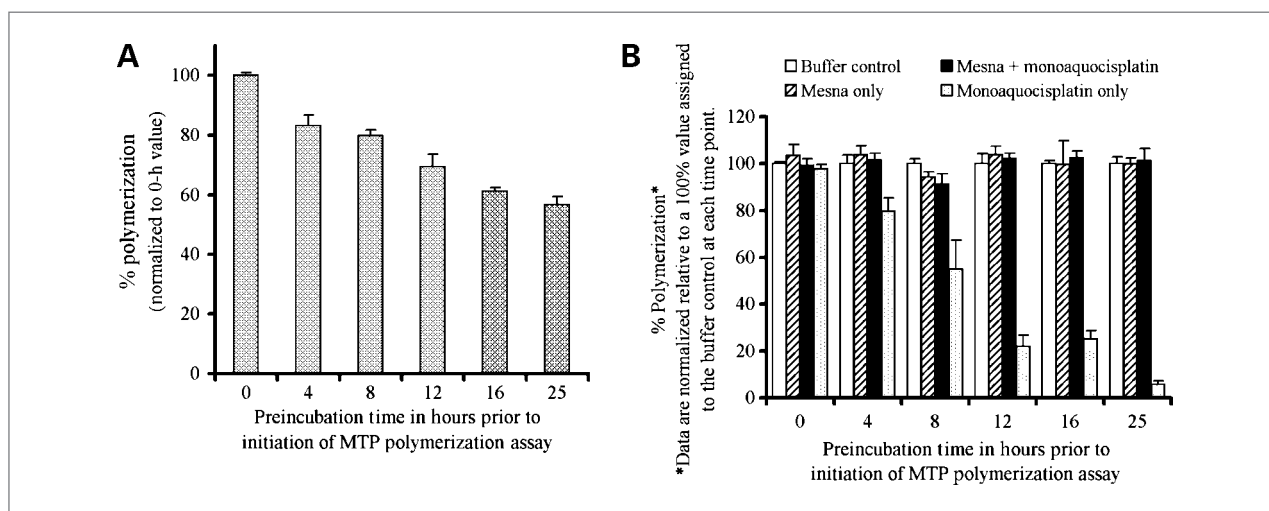 A
% polymerization
(normalized to 0-h value)
100
80
60
40
20
0
0 4 8 12 16 25
Preincubation time in hours prior to
initiation of MTP polymerization assay
B
Buffer control
Mesna + monoaquocisplatin
Mesna only
Monoaquocisplatin only
% Polymerization*
*Data are normalized relative to a 100% value assigned
to the buffer control at each time point.
120
100
80
60
40
20
0
0 4 8 12 16 25
Preincubation time in hours prior to
initiation of MTP polymerization assay